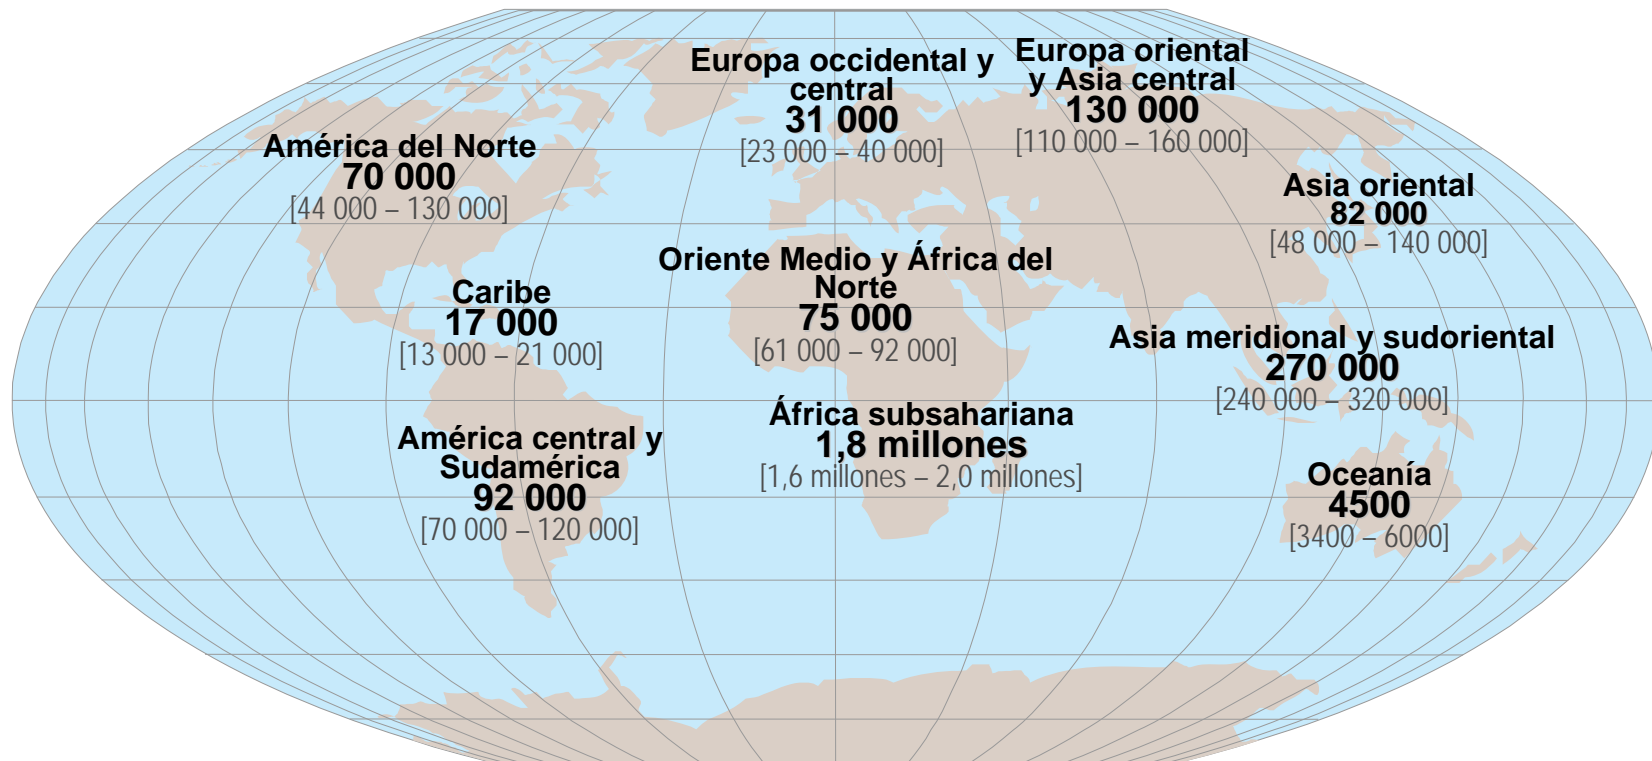 Europa occidental y
central
31 000
[23 000 – 40 000]
Europa oriental
y Asia central
130 000
[110 000 – 160 000]
América del Norte
70 000
[44 000 – 130 000]
Asia oriental
82 000
[48 000 – 140 000]
Oriente Medio y África del
Norte
75 000
[61 000 – 92 000]
Caribe
17 000
[13 000 – 21 000]
Asia meridional y sudoriental
270 000
[240 000 – 320 000]
África subsahariana
1,8 millones
[1,6 millones – 2,0 millones]
América central y
Sudamérica
92 000
[70 000 – 120 000]
Oceanía
4500
[3400 – 6000]